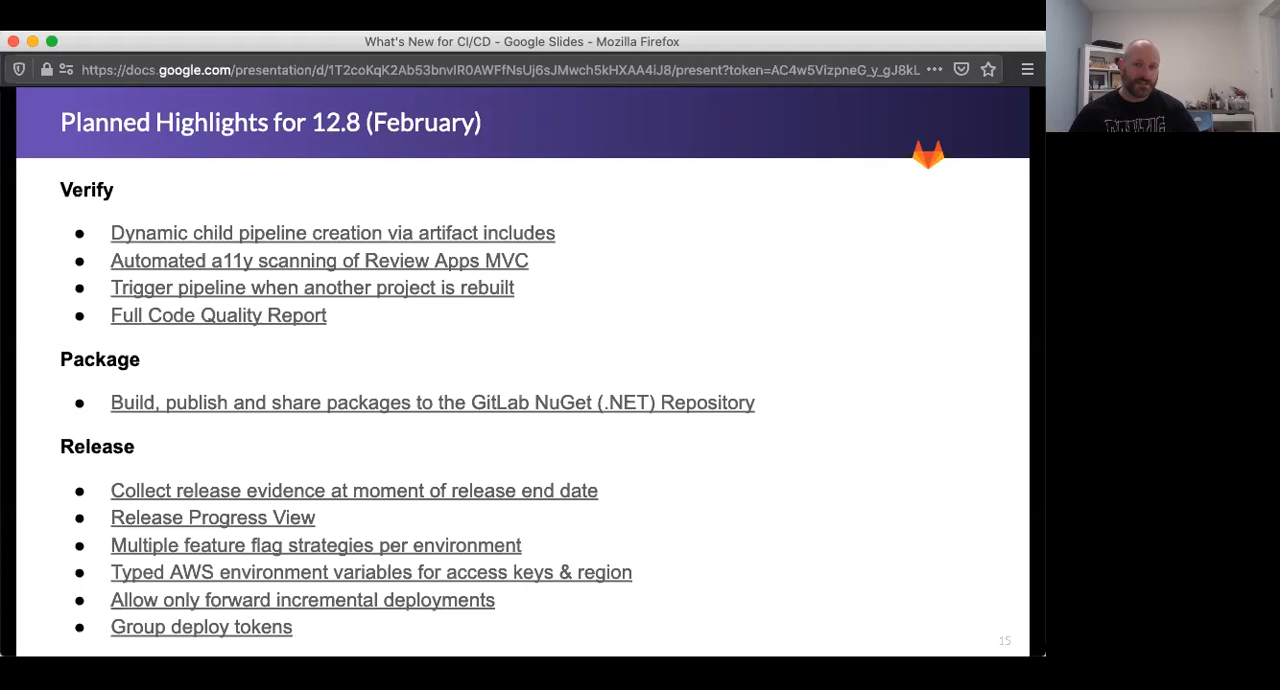 What's New for CI/CD - Google Slides - Mozilla Firefox
https://docs.google.com/presentation/d/1T2coKqK2Ab53bnvIR0AWFfNsUj6sJMwch5kHXAA4iJ8/present?token=AC4w5VizpneG_y_gJ8kL
Planned Highlights for 12.8 (February)
Verify
● Dynamic child pipeline creation via artifact includes
● Automated a11y scanning of Review Apps MVC
● Trigger pipeline when another project is rebuilt
● Full Code Quality Report
Package
● Build, publish and share packages to the GitLab NuGet (.NET) Repository
Release
● Collect release evidence at moment of release end date
● Release Progress View
● Multiple feature flag strategies per environment
● Typed AWS environment variables for access keys & region
● Allow only forward incremental deployments
● Group deploy tokens
15